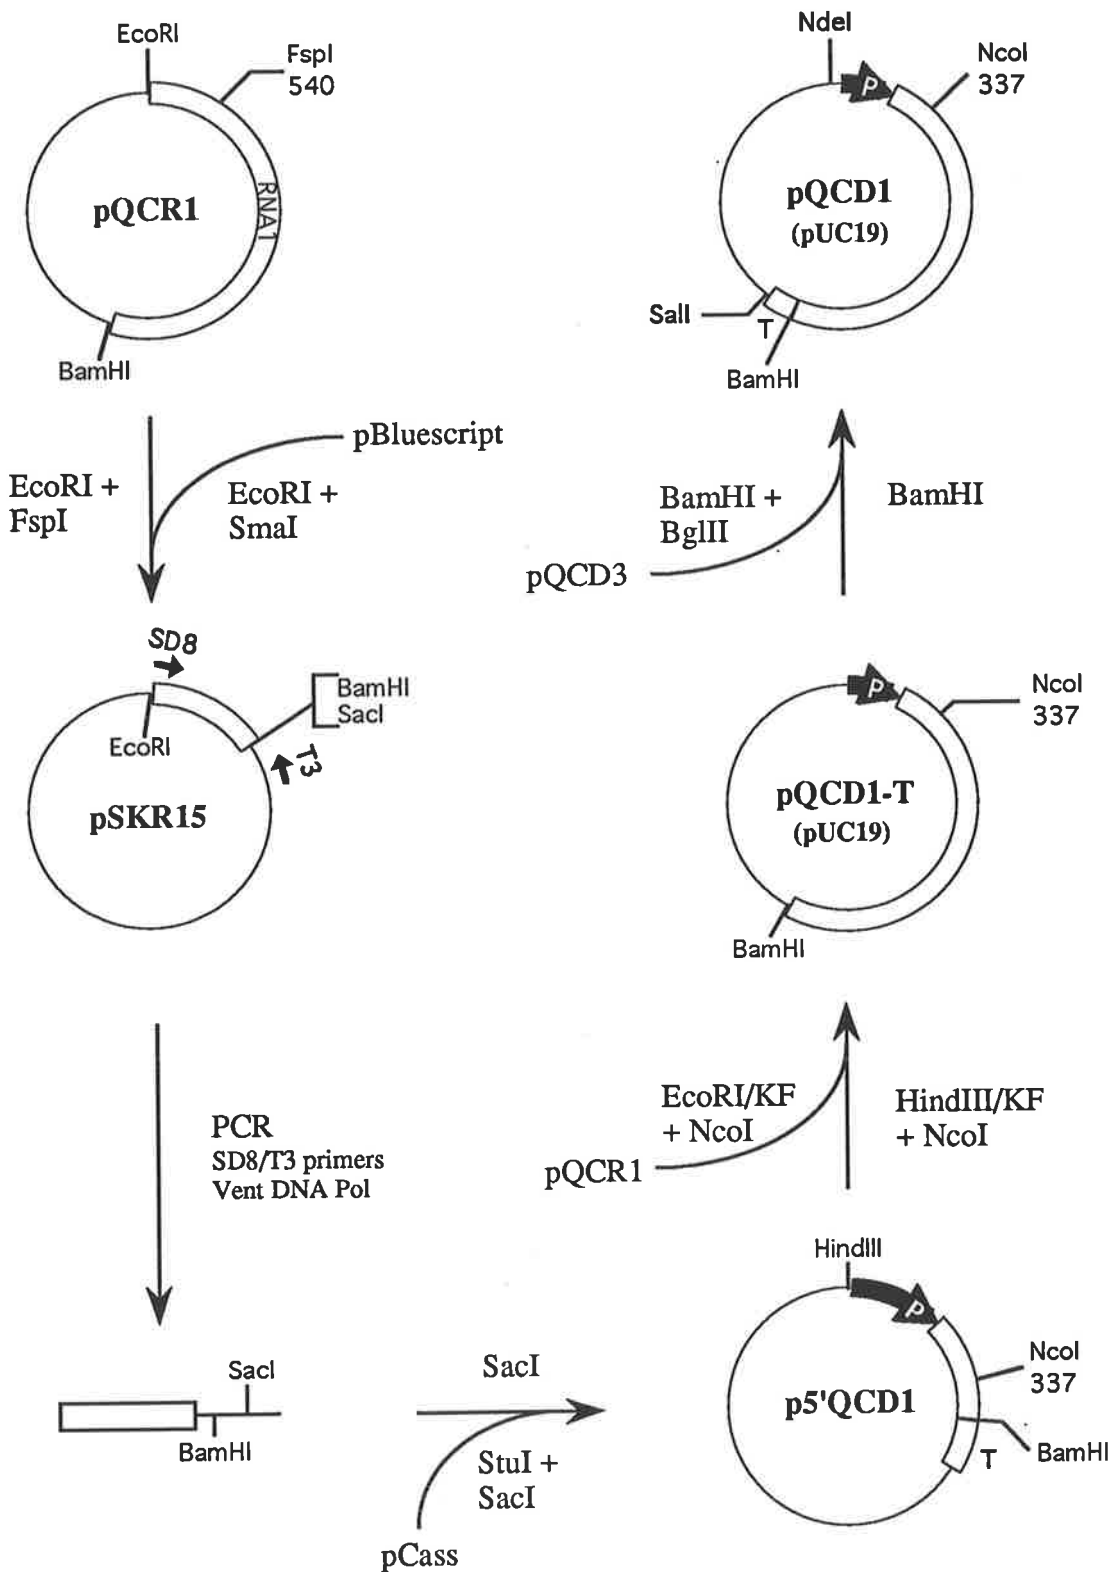 EcoRI
FspI
540
pQCR1
RNA1
BamHI
EcoRI +
FspI
pBluescript
EcoRI +
SmaI
SD8
BamHI
SacI
EcoRI
T3
pSKR15
PCR
SD8/T3 primers
Vent DNA Pol
SacI
BamHI
SacI
StuI +
SacI
pCass
HindIII
P
NcoI
337
p5'QCD1
BamHI
T
EcoRI/KF
+ NcoI
HindIII/KF
+ NcoI
pQCR1
P
NcoI
337
pQCD1-T
(pUC19)
BamHI
BamHI +
BglII
BamHI
pQCD3
NdeI
P
NcoI
337
pQCD1
(pUC19)
SalI
T
BamHI